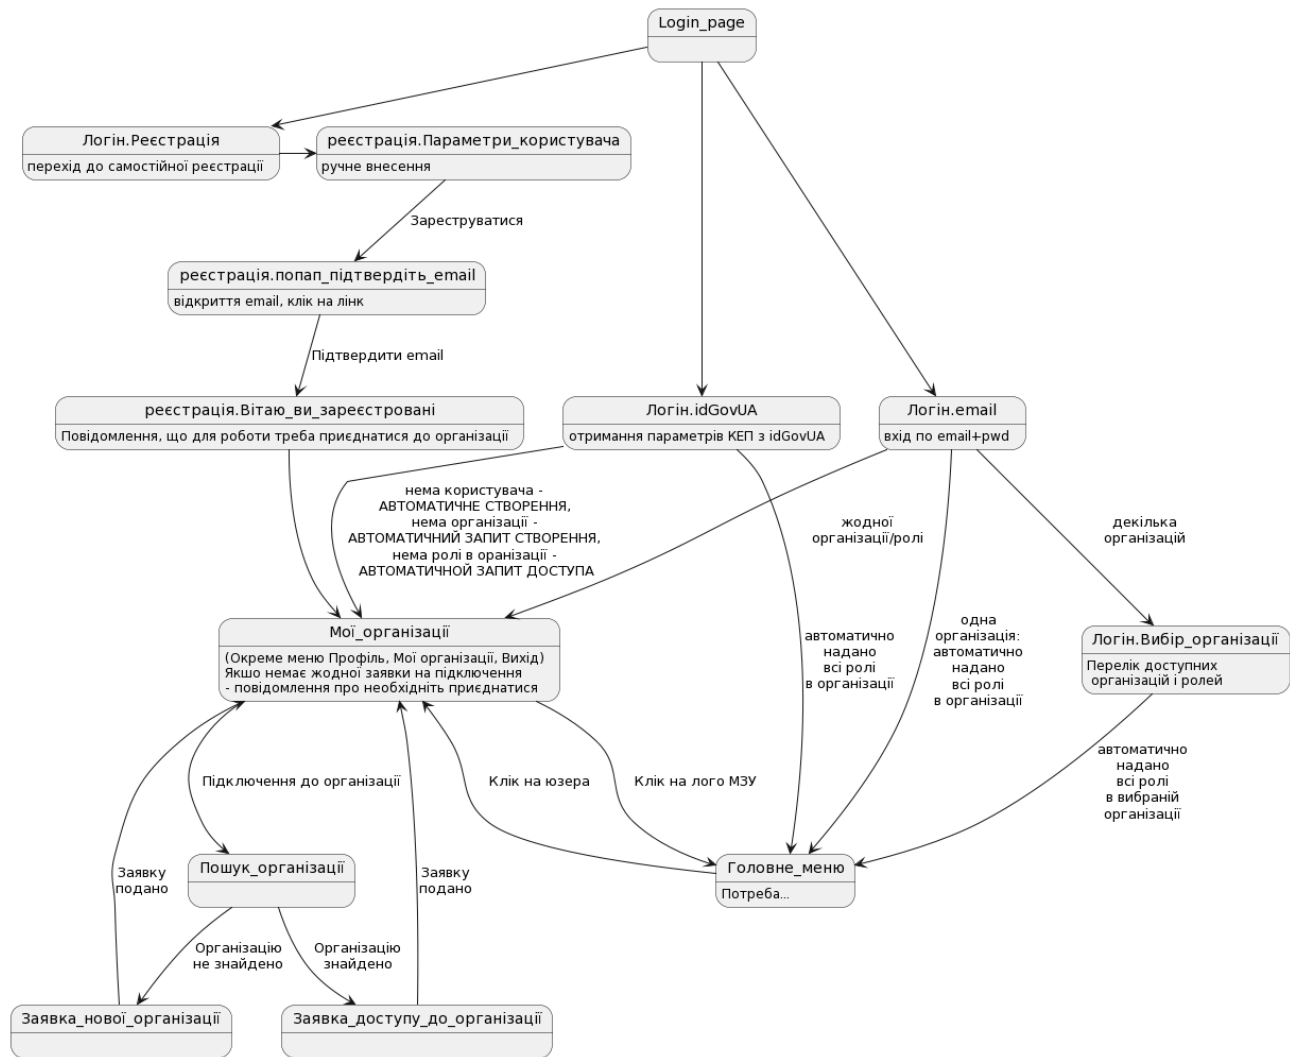 Login_page
Логін.Реєстрація
перехід до самостійної реєстрації
реєстрація.Параметри_користувача
ручне внесення
Зареструватися
реєстрація.попап_підтвердіть_email
відкриття email, клік на лінк
Підтвердити email
реєстрація.Вітаю_ви_зареєстровані
Повідомлення, що для роботи треба приєднатися до організації
Логін.idGovUA
отримання параметрів КЕП з idGovUA
Логін.email
вхід по email+pwd
нема користувача -
АВТОМАТИЧНЕ СТВОРЕННЯ,
нема організації -
АВТОМАТИЧНИЙ ЗАПИТ СТВОРЕННЯ,
нема ролі в оранізації -
АВТОМАТИЧНОЙ ЗАПИТ ДОСТУПА
жодної
організації/ролі
декілька
організацій
Мої_організації
(Окреме меню Профіль, Мої організації, Вихід)
Якшо немає жодної заявки на підключення
- повідомлення про необхідніть приєднатися
автоматично
надано
всі ролі
в організації
одна
організація:
автоматично
надано
всі ролі
в організації
Логін.Вибір_організації
Перелік доступних
організацій і ролей
Підключення до організації
Клік на юзера
Клік на лого МЗУ
автоматично
надано
всі ролі
в вибраній
організації
Заявку
подано
Пошук_організації
Заявку
подано
Головне_меню
Потреба...
Організацію
не знайдено
Організацію
знайдено
Заявка_нової_організації
Заявка_доступу_до_організації